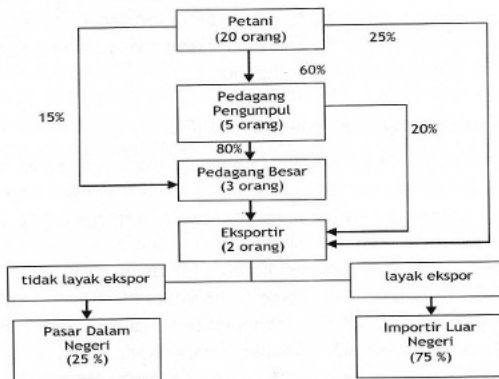 Petani
(20 orang)
25%
60%
15%
Pedagang
Pengumpul
(5 orang)
20%
80%
Pedagang Besar
(3 orang)
Eksportir
(2 orang)
tidak layak ekspor
layak ekspor
Pasar Dalam
Negeri
(25 %)
Importir Luar
Negeri
(75 %)